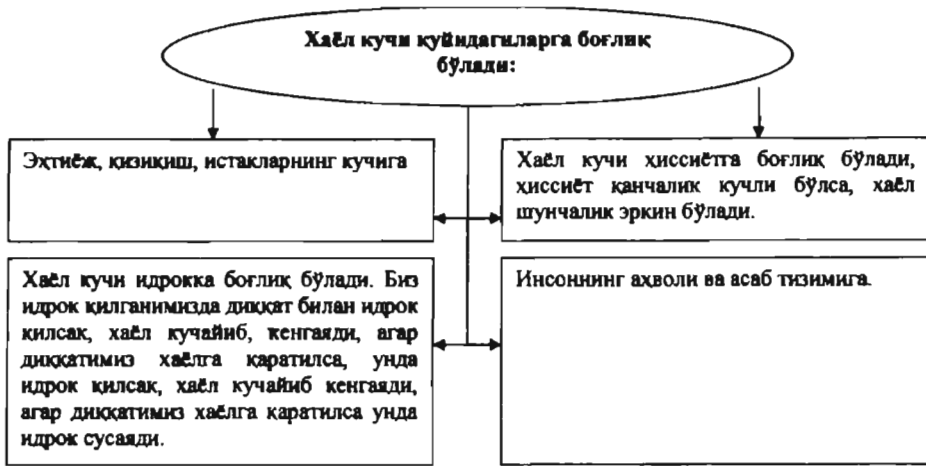 Хаёл кучи қуйидагиларга боғлиқ
бўлади:
Эҳтиёж, қизиқиш, истакларнинг кучига
Хаёл кучи ҳиссиётга боғлиқ бўлади,
ҳиссиёт қанчалик кучли бўлса, хаёл
шунчалик эркин бўлади.
Хаёл кучи идрокка боғлиқ бўлади. Биз
идрок қилганимизда диққат билан идрок
қилсак, хаёл кучайиб, кенгаяди, агар
диққатимиз хаёлга қаратилса, унда
идрок қилсак, хаёл кучайиб кенгаяди,
агар диққатимиз хаёлга қаратилса унда
идрок сусаяди.
Инсоннинг аҳволи ва асаб тизимига.